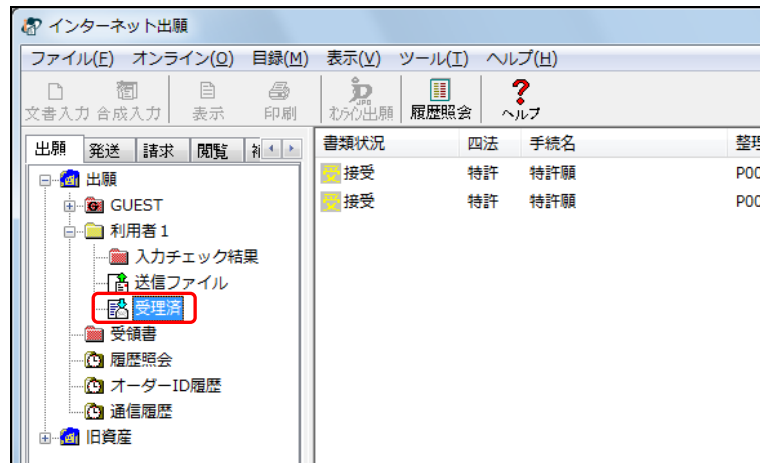 インターネット出願
ファイル(F) オンライン(O) 目録(M) 表示(V) ツール(T) ヘルプ(H)
文書入力 合成入力 表示 印刷 オンライン出願 履歴照会 ヘルプ
出願 発送 請求 閲覧
書類状況 四法 手続名 整理
接受 特許 特許願 P00
接受 特許 特許願 P00
出願
GUEST
利用者1
入力チェック結果
送信ファイル
受理済
受領書
履歴照会
オーダーID履歴
通信履歴
旧資産